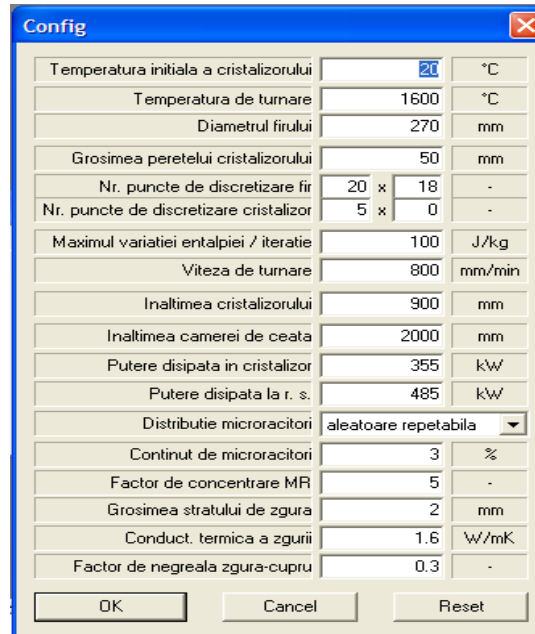 Config
Temperatura initiala a cristalizorului 20 °C
Temperatura de turnare 1600 °C
Diametrul firului 270 mm
Grosimea peretelui cristalizorului 50 mm
Nr. puncte de discretizare fir 20 x 18 -
Nr. puncte de discretizare cristalizor 5 x 0 -
Maximul variatiei entalpiei / iteratie 100 J/kg
Viteza de turnare 800 mm/min
Inaltimea cristalizorului 900 mm
Inaltimea camerei de ceata 2000 mm
Putere disipata in cristalizor 355 kW
Putere disipata la r. s. 485 kW
Distributie microracitori aleatoare repetabila
Continut de microracitori 3 %
Factor de concentrare MR 5 -
Grosimea stratului de zgura 2 mm
Conduct. termica a zgurii 1.6 W/mK
Factor de negreala zgura-cupru 0.3 -
OK Cancel Reset